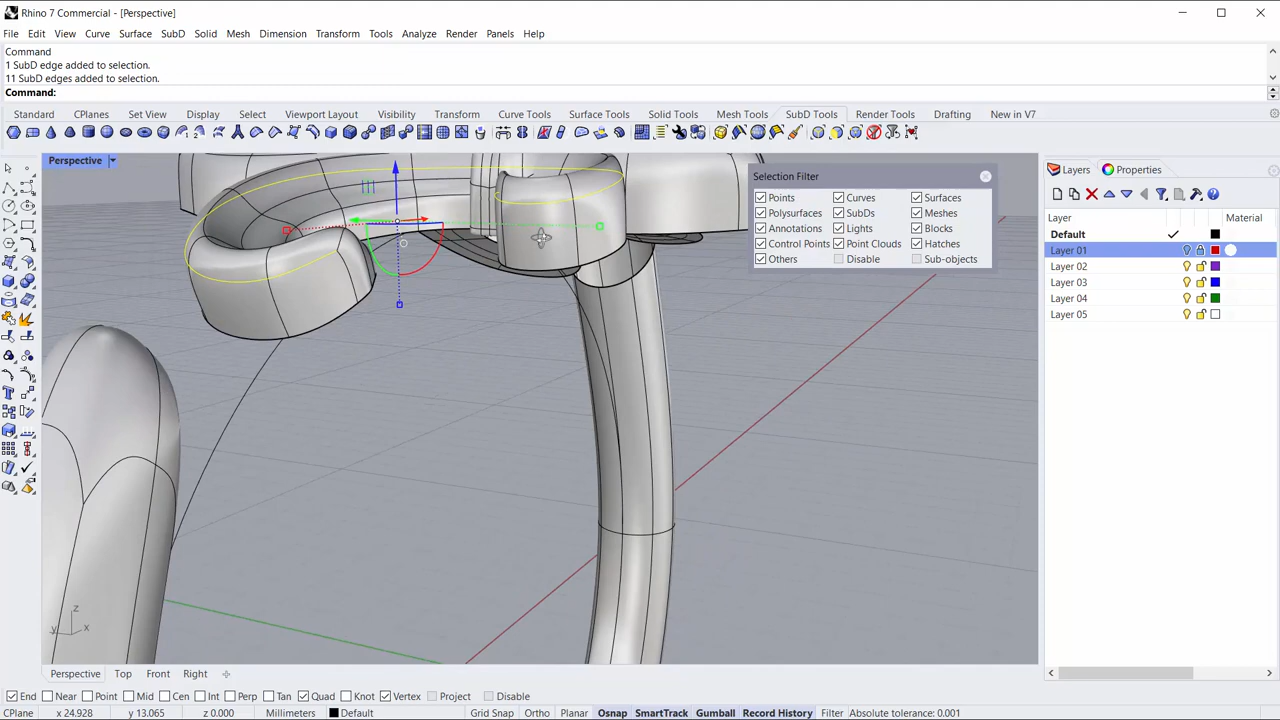 Rhino 7 Commercial - [Perspective]
File Edit View Curve Surface SubD Solid Mesh Dimension Transform Tools Analyze Render Panels Help
Command
1 SubD edge added to selection.
11 SubD edges added to selection.
Command:
Standard CPlanes Set View Display Select Viewport Layout Visibility Transform Curve Tools Surface Tools Solid Tools Mesh Tools SubD Tools Render Tools Drafting New in V7
Perspective
Selection Filter
Points Curves Surfaces
Polysurfaces SubDs Meshes
Annotations Lights Blocks
Control Points Point Clouds Hatches
Others Disable Sub-objects
Layers Properties
Layer Material
Default
Layer 01
Layer 02
Layer 03
Layer 04
Layer 05
z
y x
Perspective Top Front Right
End Near Point Mid Cen Int Perp Tan Quad Knot Vertex Project Disable
CPlane x 24.928 y 13.065 z 0.000 Millimeters Default Grid Snap Ortho Planar Osnap SmartTrack Gumball Record History Filter Absolute tolerance: 0.001